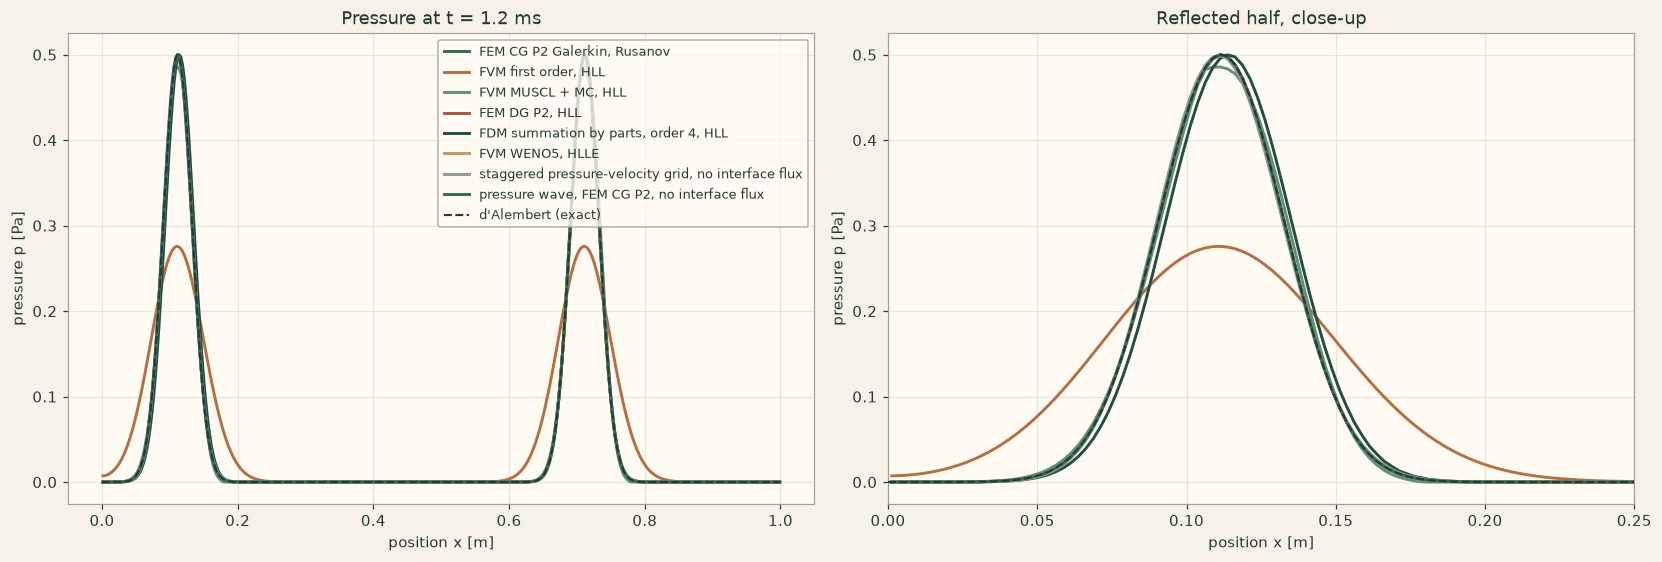 Pressure at t = 1.2 ms
pressure p [Pa]
0.5
0.4
0.3
0.2
0.1
0.0
FEM CG P2 Galerkin, Rusanov
FVM first order, HLL
FVM MUSCL + MC, HLL
FEM DG P2, HLL
FDM summation by parts, order 4, HLL
FVM WENO5, HLLE
staggered pressure-velocity grid, no interface flux
pressure wave, FEM CG P2, no interface flux
d'Alembert (exact)
0.0 0.2 0.4 0.6 0.8 1.0
position x [m]
Reflected half, close-up
pressure p [Pa]
0.5
0.4
0.3
0.2
0.1
0.0
0.00 0.05 0.10 0.15 0.20 0.25
position x [m]